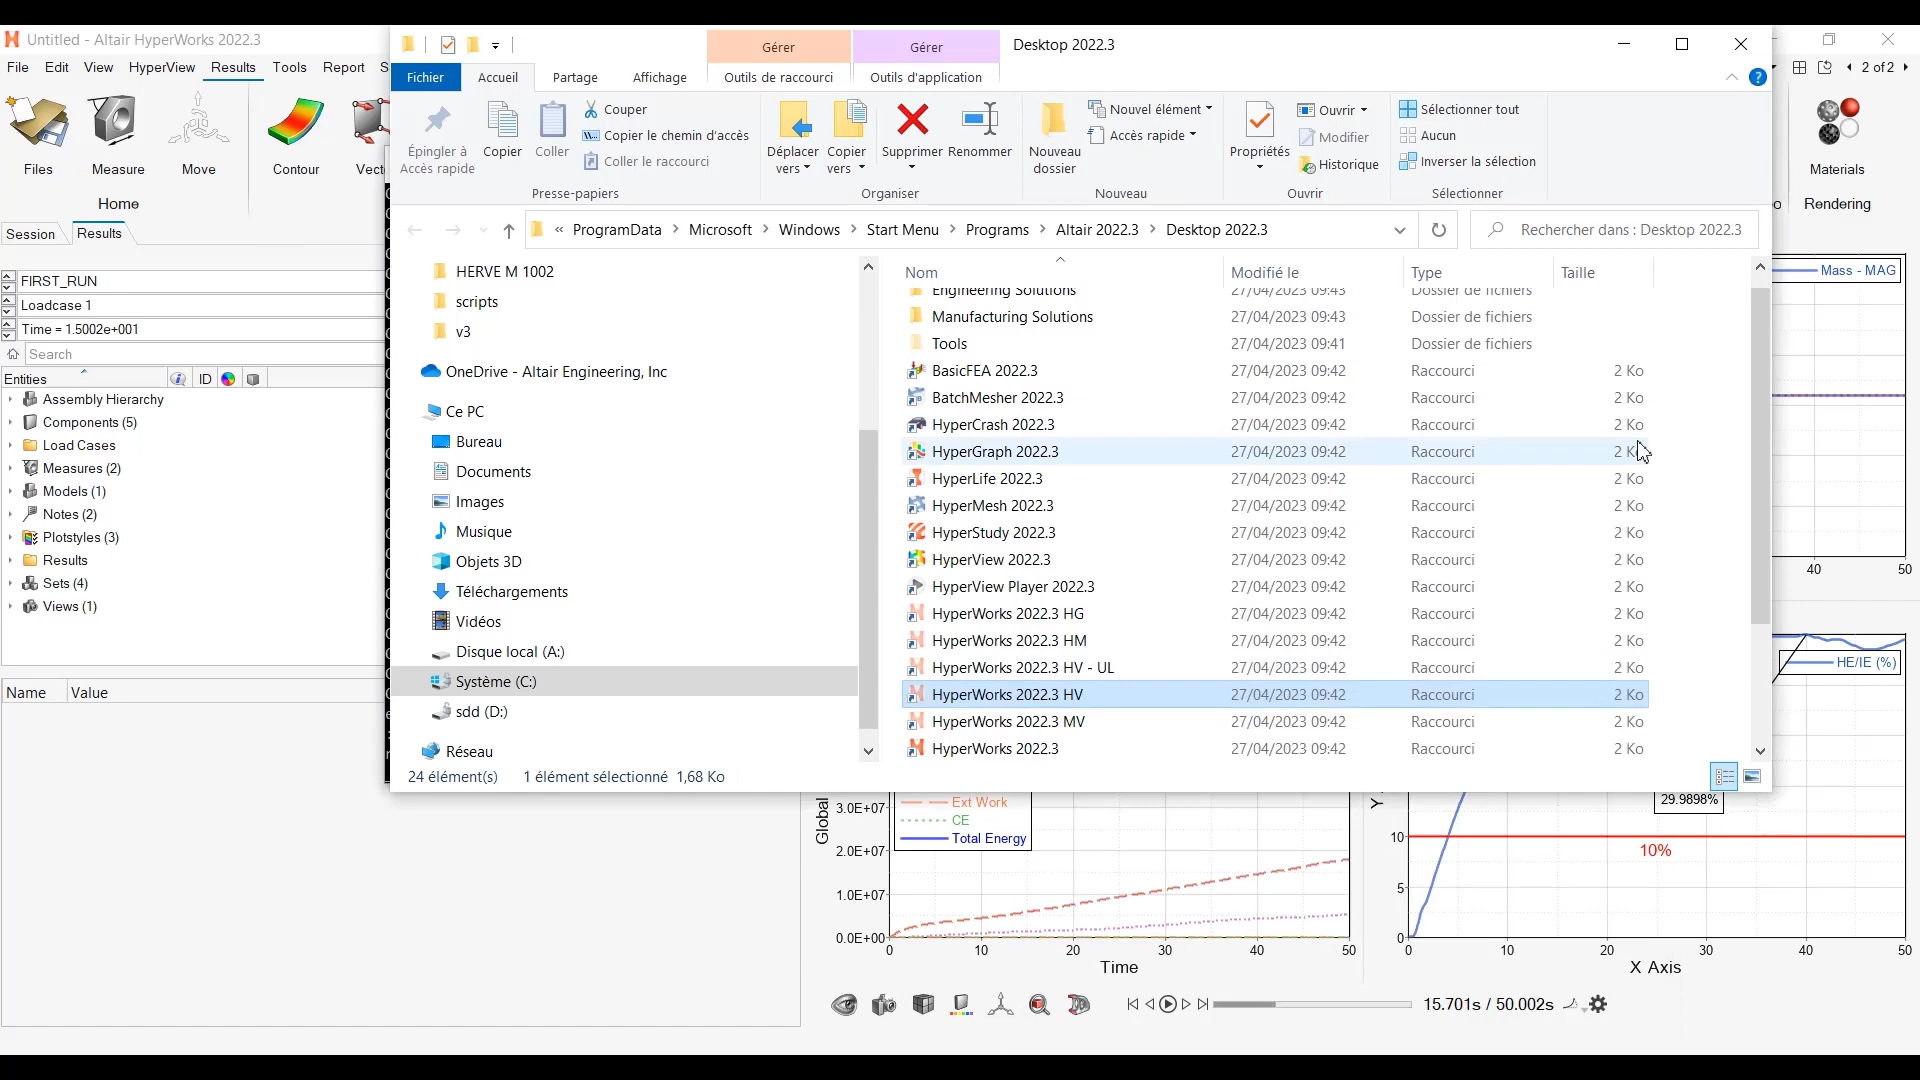 Untitled - Altair HyperWorks 2022.3
File Edit View HyperView Results Tools Report S
Files
Measure
Move
Contour
Vect
Home
Session
Results
FIRST_RUN
Loadcase 1
Time = 1.5002e+001
Search
Entities
ID
Assembly Hierarchy
Components (5)
Load Cases
Measures (2)
Models (1)
Notes (2)
Plotstyles (3)
Results
Sets (4)
Views (1)
Name Value
Gérer
Gérer
Desktop 2022.3
Fichier Accueil Partage Affichage Outils de raccourci Outils d'application
Épingler à
Accès rapide
Copier
Coller
Couper
Copier le chemin d'accès
Coller le raccourci
Presse-papiers
Déplacer
vers
Copier
vers
Supprimer
Renommer
Organiser
Nouveau
dossier
Nouvel élément
Accès rapide
Nouveau
Propriétés
Ouvrir
Modifier
Historique
Ouvrir
Sélectionner tout
Aucun
Inverser la sélection
Sélectionner
« ProgramData > Microsoft > Windows > Start Menu > Programs > Altair 2022.3 > Desktop 2022.3
Rechercher dans : Desktop 2022.3
HERVE M 1002
scripts
v3
OneDrive - Altair Engineering, Inc
Ce PC
Bureau
Documents
Images
Musique
Objets 3D
Téléchargements
Vidéos
Disque local (A:)
Système (C:)
sdd (D:)
Réseau
Nom Modifié le Type Taille
Engineering Solutions 27/04/2023 09:43 Dossier de fichiers
Manufacturing Solutions 27/04/2023 09:43 Dossier de fichiers
Tools 27/04/2023 09:41 Dossier de fichiers
BasicFEA 2022.3 27/04/2023 09:42 Raccourci 2 Ko
BatchMesher 2022.3 27/04/2023 09:42 Raccourci 2 Ko
HyperCrash 2022.3 27/04/2023 09:42 Raccourci 2 Ko
HyperGraph 2022.3 27/04/2023 09:42 Raccourci 2 Ko
HyperLife 2022.3 27/04/2023 09:42 Raccourci 2 Ko
HyperMesh 2022.3 27/04/2023 09:42 Raccourci 2 Ko
HyperStudy 2022.3 27/04/2023 09:42 Raccourci 2 Ko
HyperView 2022.3 27/04/2023 09:42 Raccourci 2 Ko
HyperView Player 2022.3 27/04/2023 09:42 Raccourci 2 Ko
HyperWorks 2022.3 HG 27/04/2023 09:42 Raccourci 2 Ko
HyperWorks 2022.3 HM 27/04/2023 09:42 Raccourci 2 Ko
HyperWorks 2022.3 HV - UL 27/04/2023 09:42 Raccourci 2 Ko
HyperWorks 2022.3 HV 27/04/2023 09:42 Raccourci 2 Ko
HyperWorks 2022.3 MV 27/04/2023 09:42 Raccourci 2 Ko
HyperWorks 2022.3 27/04/2023 09:42 Raccourci 2 Ko
24 élément(s) 1 élément sélectionné 1,68 Ko
2 of 2
Materials
Rendering
Mass - MAG
40 50
HE/IE (%)
Global
Ext Work
CE
Total Energy
3.0E+07
2.0E+07
1.0E+07
0.0E+00
0 10 20 30 40 50
Time
Y
29.9898%
10%
10
5
0
0 10 20 30 40 50
X Axis
15.701s / 50.002s